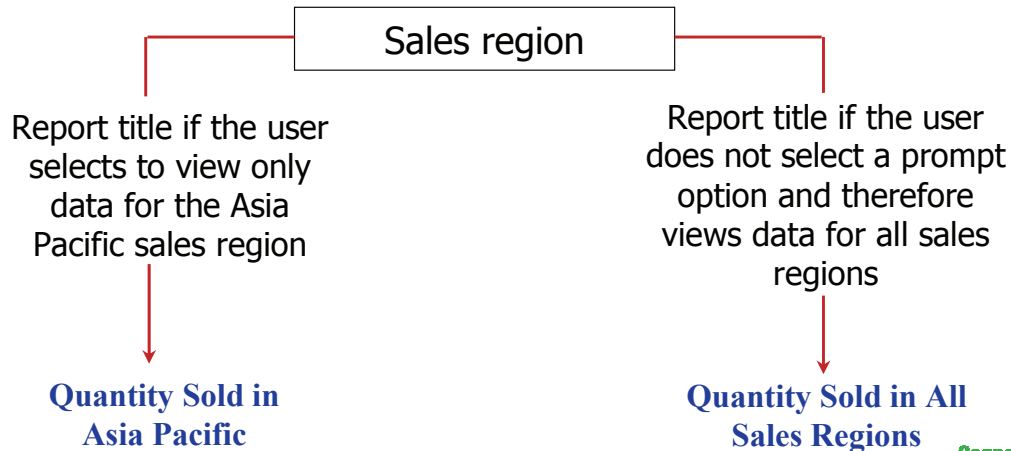 Sales region
Report title if the user
selects to view only
data for the Asia
Pacific sales region
Report title if the user
does not select a prompt
option and therefore
views data for all sales
regions
Quantity Sold in
Asia Pacific
Quantity Sold in All
Sales Regions